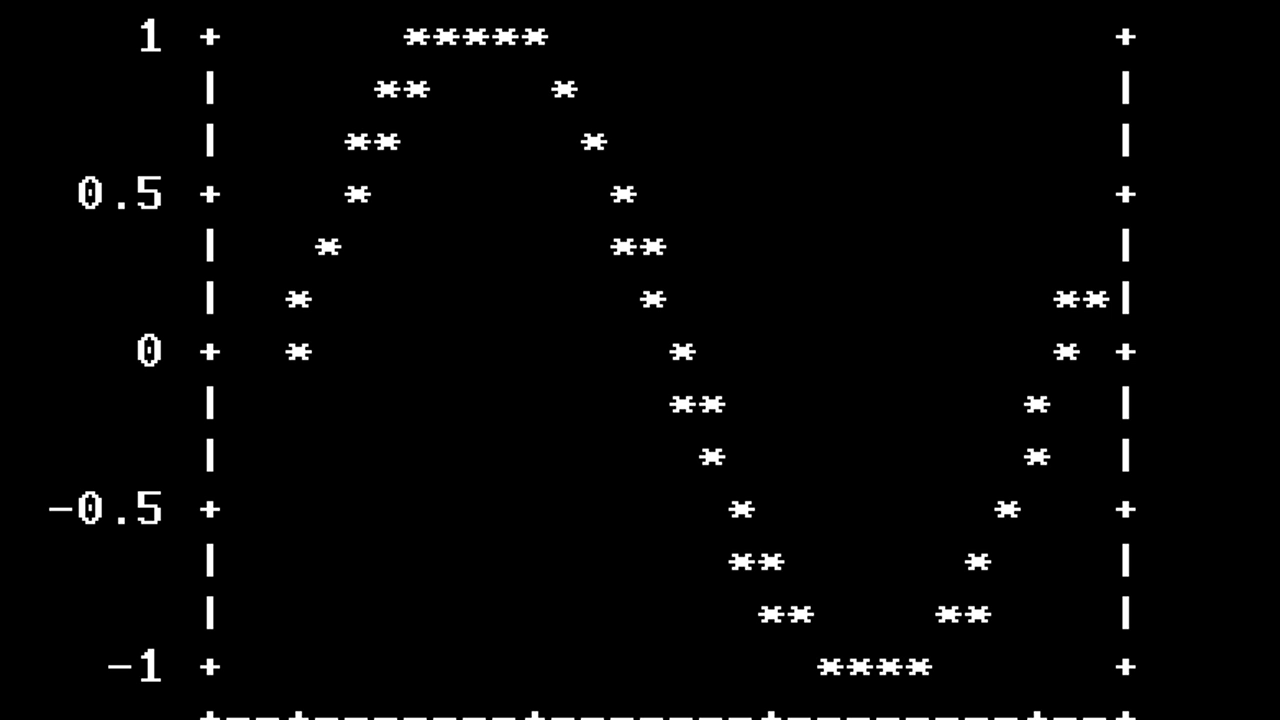 1 +      *****                   +
     |     **    *                  |
     |    **      *                 |
 0.5 +    *        *                +
     |   *         **               |
     |  *           *             **|
   0 +  *            *            * +
     |               **          *  |
     |                *          *  |
-0.5 +                 *        *   +
     |                 **      *    |
     |                  **    **    |
  -1 +                    ****      +
     +--+-------+-------+--------+--+